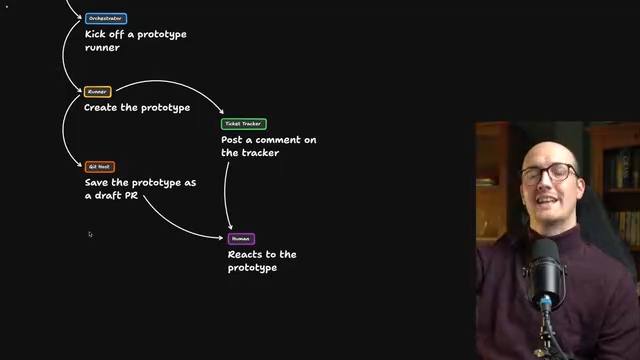 Orchestrator
Kick off a prototype
runner
Runner
Create the prototype
Ticket Tracker
Post a comment on
the tracker
Git Host
Save the prototype as
a draft PR
Human
Reacts to the
prototype